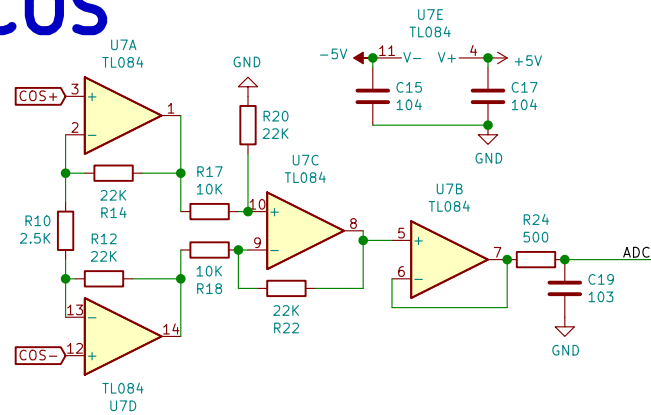 COS
U7A
TL084
COS+
3
+
1
2
−
22K
R14
R10
2.5K
R12
22K
13
−
14
COS-
12
+
TL084
U7D
GND
R20
22K
R17
10K
10K
R18
U7C
TL084
10
+
8
9
−
22K
R22
U7E
TL084
-5V
11
V-
V+
4
+5V
C15
104
C17
104
GND
U7B
TL084
5
+
7
6
−
R24
500
ADC
C19
103
GND